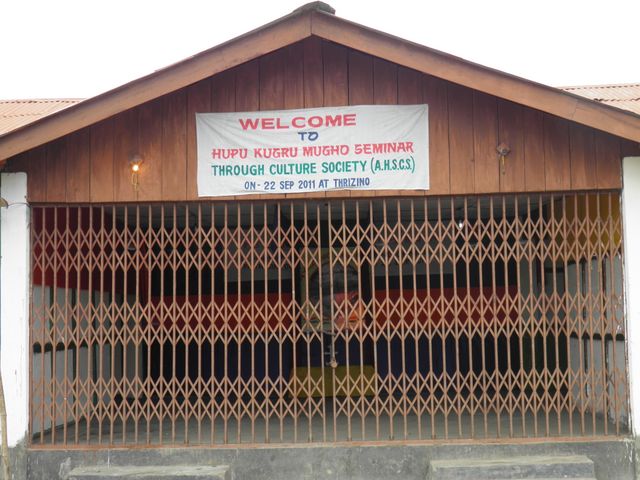 WELCOME
TO
HUPU KUGRU MUGHO SEMINAR
THROUGH CULTURE SOCIETY (A.H.S.C.S.)
ON- 22 SEP 2011 AT THRIZINO